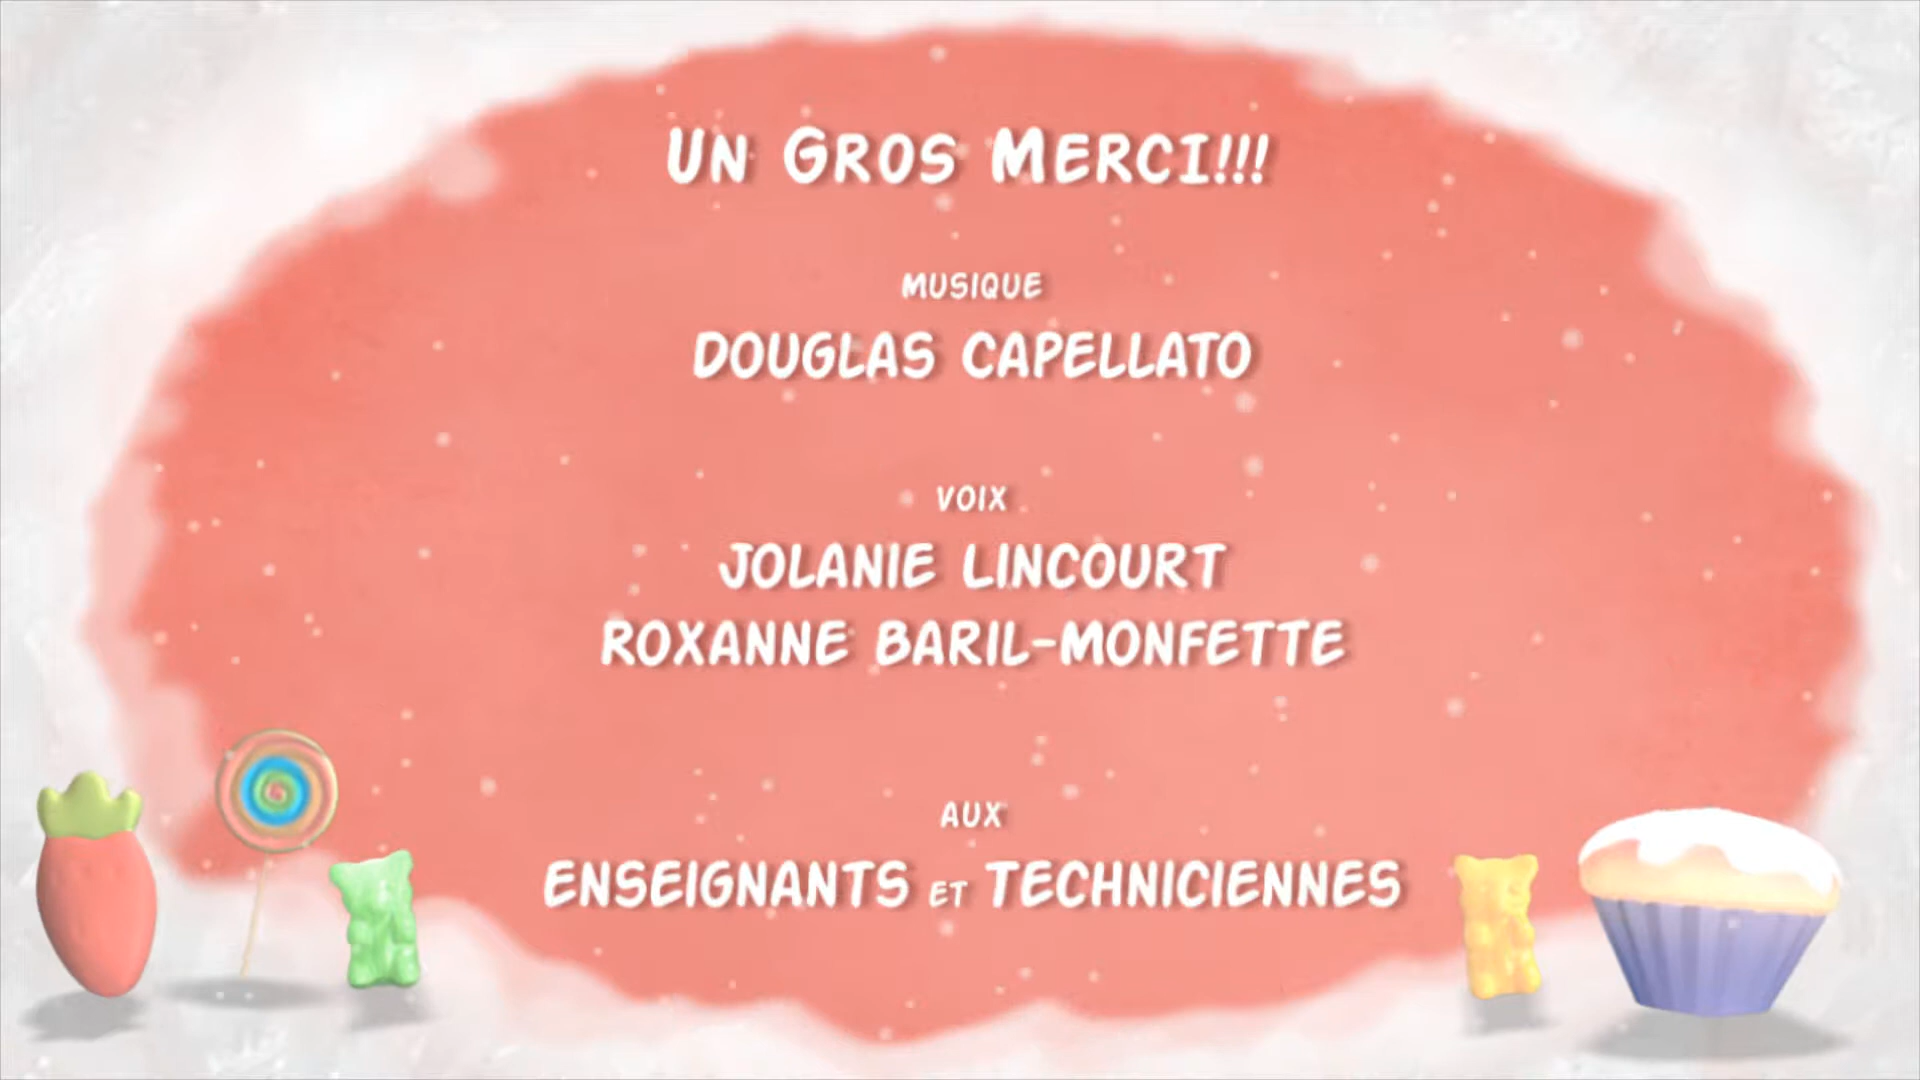 UN GROS MERCI!!!
MUSIQUE
DOUGLAS CAPELLATO
VOIX
JOLANIE LINCOURT
ROXANNE BARIL-MONFETTE
AUX
ENSEIGNANTS ET TECHNICIENNES